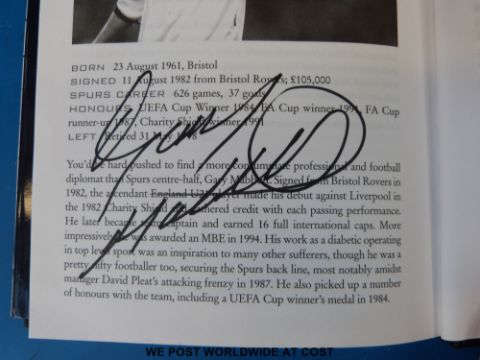 BORN 23 August 1961, Bristol
SIGNED 11 August 1982 from Bristol Rovers; £105,000
SPURS CAREER 626 games, 37 goals
HONOURS UEFA Cup Winner 1984, FA Cup winner 1991, FA Cup
runner-up 1987, Charity Shield winner 1991
LEFT Retired 31 May 1998
You'd be hard pushed to find a more consummate professional and football
diplomat than Spurs centre-half, Gary Mabbutt. Signed from Bristol Rovers in
1982, the ascendant England U21 player made his debut against Liverpool in
the 1982 Charity Shield and gathered credit with each passing performance.
He later became captain and earned 16 full international caps. More
impressively he was awarded an MBE in 1994. His work as a diabetic operating
in top level sport was an inspiration to many other sufferers, though he was a
pretty nifty footballer too, securing the Spurs back line, most notably amidst
manager David Pleat's attacking frenzy in 1987. He also picked up a number
of honours with the team, including a UEFA Cup winner's medal in 1984.
WE POST WORLDWIDE AT COST